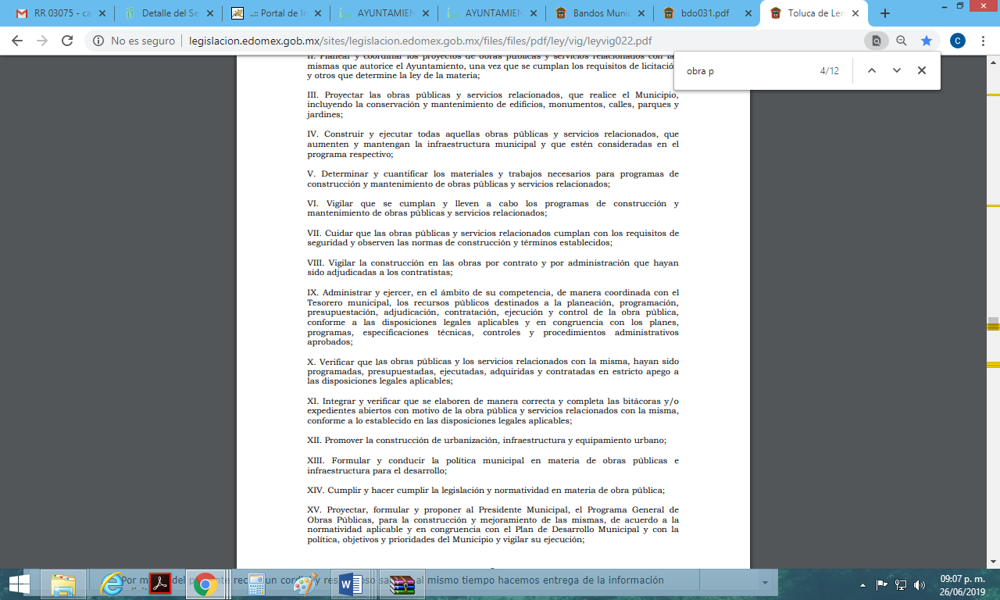 RR 03075 - ca
Detalle del Se
..:: Portal de In
AYUNTAMIEN
AYUNTAMIEN
Bandos Munic
bdo031.pdf
Toluca de Ler
No es seguro
legislacion.edomex.gob.mx/sites/legislacion.edomex.gob.mx/files/files/pdf/ley/vig/leyvig022.pdf
C
obra p
4/12
II. Planear y coordinar los proyectos de obras públicas y servicios relacionados con la
mismas que autorice el Ayuntamiento, una vez que se cumplan los requisitos de licitación
y otros que determine la ley de la materia;
III. Proyectar las obras públicas y servicios relacionados, que realice el Municipio,
incluyendo la conservación y mantenimiento de edificios, monumentos, calles, parques y
jardines;
IV. Construir y ejecutar todas aquellas obras públicas y servicios relacionados, que
aumenten y mantengan la infraestructura municipal y que estén consideradas en el
programa respectivo;
V. Determinar y cuantificar los materiales y trabajos necesarios para programas de
construcción y mantenimiento de obras públicas y servicios relacionados;
VI. Vigilar que se cumplan y lleven a cabo los programas de construcción y
mantenimiento de obras públicas y servicios relacionados;
VII. Cuidar que las obras públicas y servicios relacionados cumplan con los requisitos de
seguridad y observen las normas de construcción y términos establecidos;
VIII. Vigilar la construcción en las obras por contrato y por administración que hayan
sido adjudicadas a los contratistas;
IX. Administrar y ejercer, en el ámbito de su competencia, de manera coordinada con el
Tesorero municipal, los recursos públicos destinados a la planeación, programación,
presupuestación, adjudicación, contratación, ejecución y control de la obra pública,
conforme a las disposiciones legales aplicables y en congruencia con los planes,
programas, especificaciones técnicas, controles y procedimientos administrativos
aprobados;
X. Verificar que las obras públicas y los servicios relacionados con la misma, hayan sido
programadas, presupuestadas, ejecutadas, adquiridas y contratadas en estricto apego a
las disposiciones legales aplicables;
XI. Integrar y verificar que se elaboren de manera correcta y completa las bitácoras y/o
expedientes abiertos con motivo de la obra pública y servicios relacionados con la misma,
conforme a lo establecido en las disposiciones legales aplicables;
XII. Promover la construcción de urbanización, infraestructura y equipamiento urbano;
XIII. Formular y conducir la política municipal en materia de obras públicas e
infraestructura para el desarrollo;
XIV. Cumplir y hacer cumplir la legislación y normatividad en materia de obra pública;
XV. Proyectar, formular y proponer al Presidente Municipal, el Programa General de
Obras Públicas, para la construcción y mejoramiento de las mismas, de acuerdo a la
normatividad aplicable y en congruencia con el Plan de Desarrollo Municipal y con la
política, objetivos y prioridades del Municipio y vigilar su ejecución;
Por m del p te rec un cord y res oso sa al mismo tiempo hacemos entrega de la información
09:07 p. m.
26/06/2019